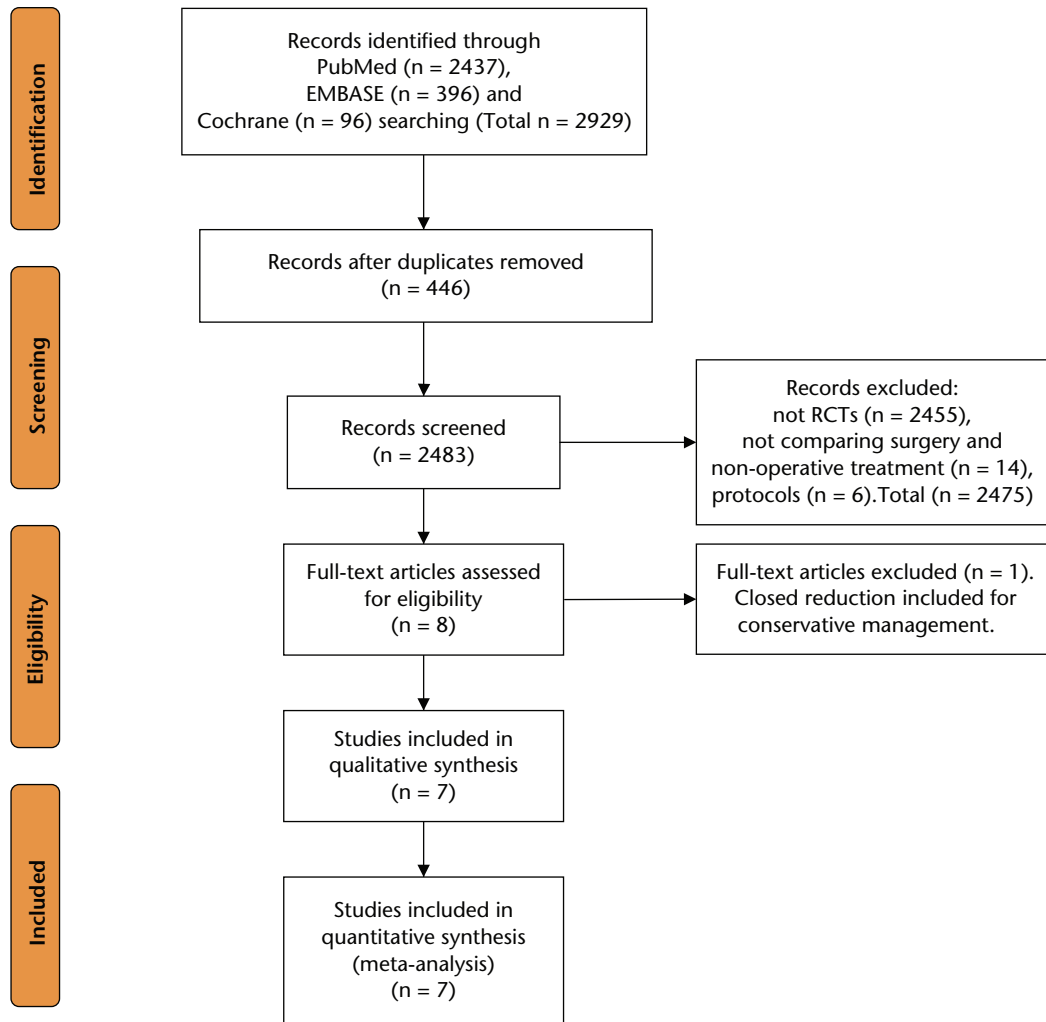 Identification
Records identified through
PubMed (n = 2437),
EMBASE (n = 396) and
Cochrane (n = 96) searching (Total n = 2929)
Records after duplicates removed
(n = 446)
Screening
Records screened
(n = 2483)
Records excluded:
not RCTs (n = 2455),
not comparing surgery and
non-operative treatment (n = 14),
protocols (n = 6).Total (n = 2475)
Eligibility
Full-text articles assessed
for eligibility
(n = 8)
Full-text articles excluded (n = 1).
Closed reduction included for
conservative management.
Studies included in
qualitative synthesis
(n = 7)
Included
Studies included in
quantitative synthesis
(meta-analysis)
(n = 7)